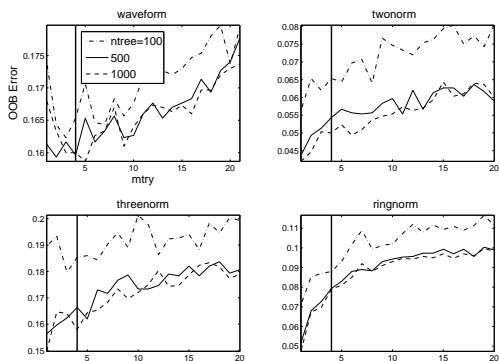 waveform
ntree=100
500
1000
0.175
0.17
0.165
0.16
OOB Error
5 10 15 20
mtry
twonorm
0.08
0.075
0.07
0.065
0.06
0.055
0.05
0.045
5 10 15 20
threenorm
0.2
0.19
0.18
0.17
0.16
0.15
5 10 15 20
ringnorm
0.1
0.11
0.09
0.08
0.07
0.06
0.05
5 10 15 20